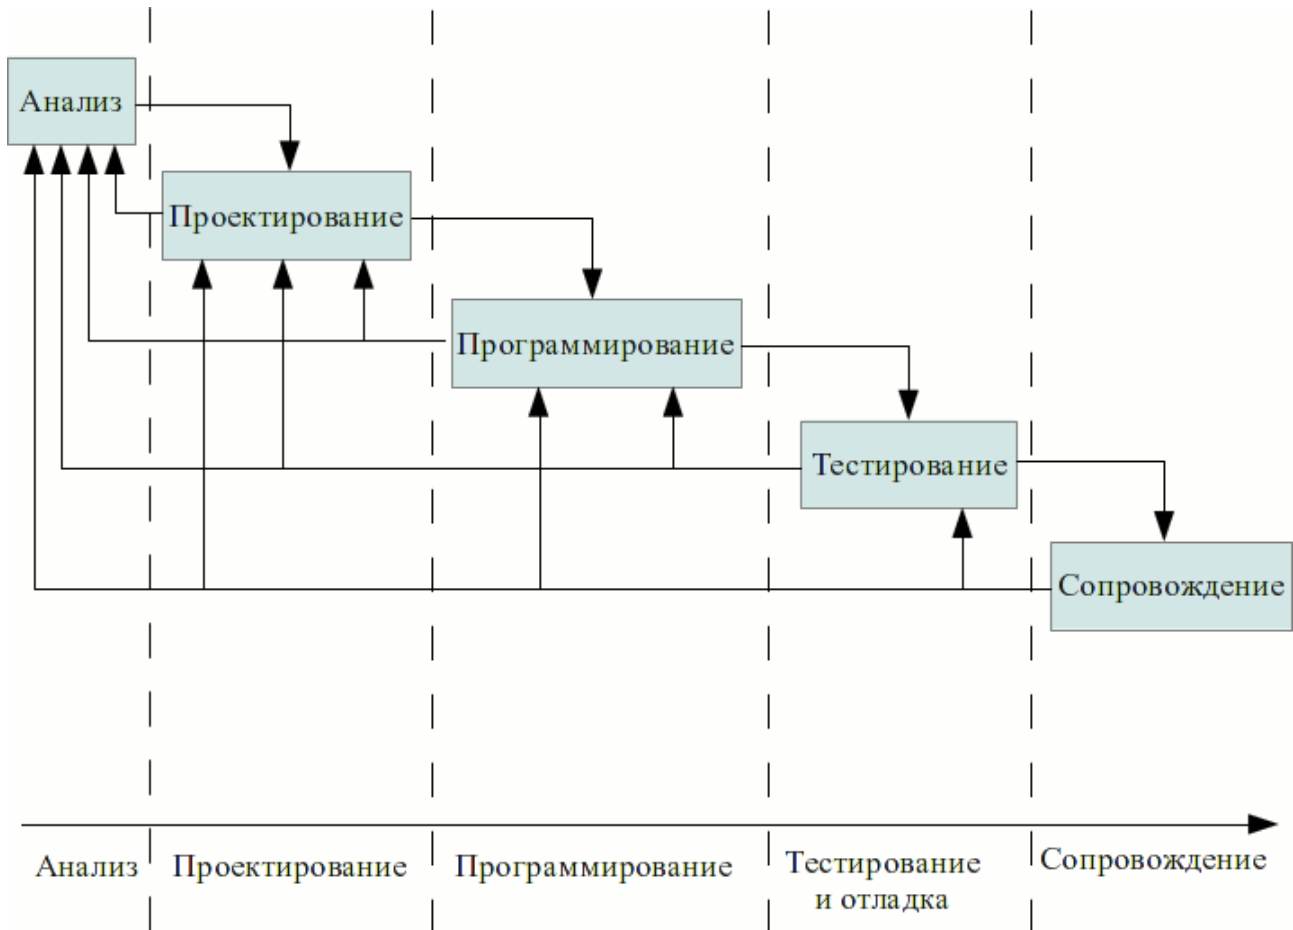 Анализ
Проектирование
Программирование
Тестирование
Сопровождение
Анализ
Проектирование
Программирование
Тестирование
и отладка
Сопровождение